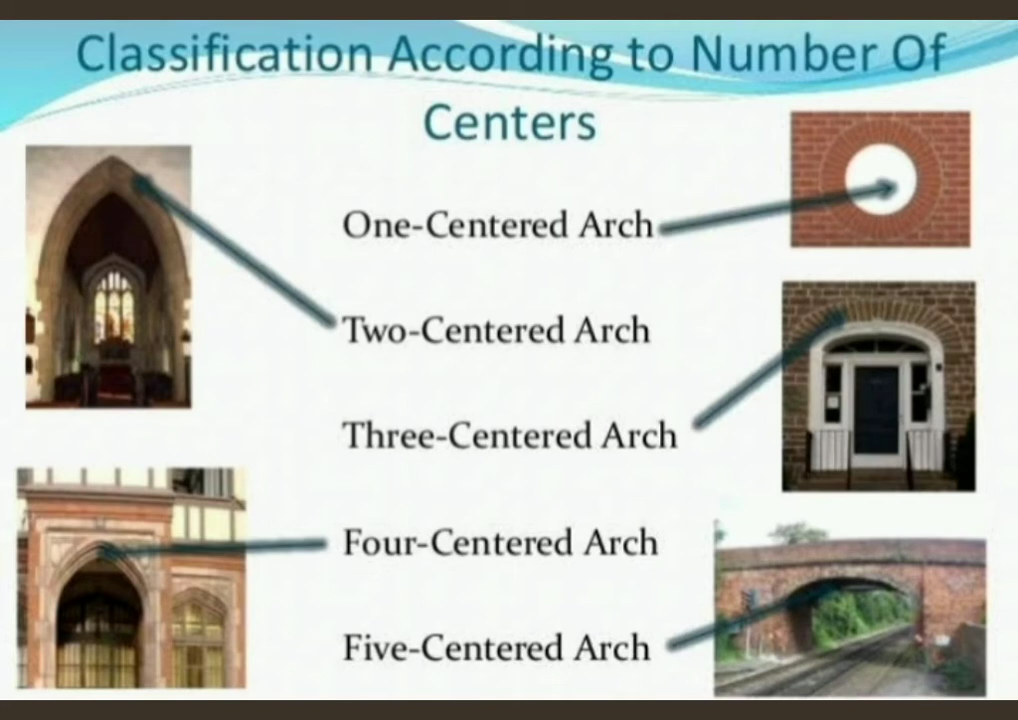 Classification According to Number Of
Centers
One-Centered Arch
Two-Centered Arch
Three-Centered Arch
Four-Centered Arch
Five-Centered Arch